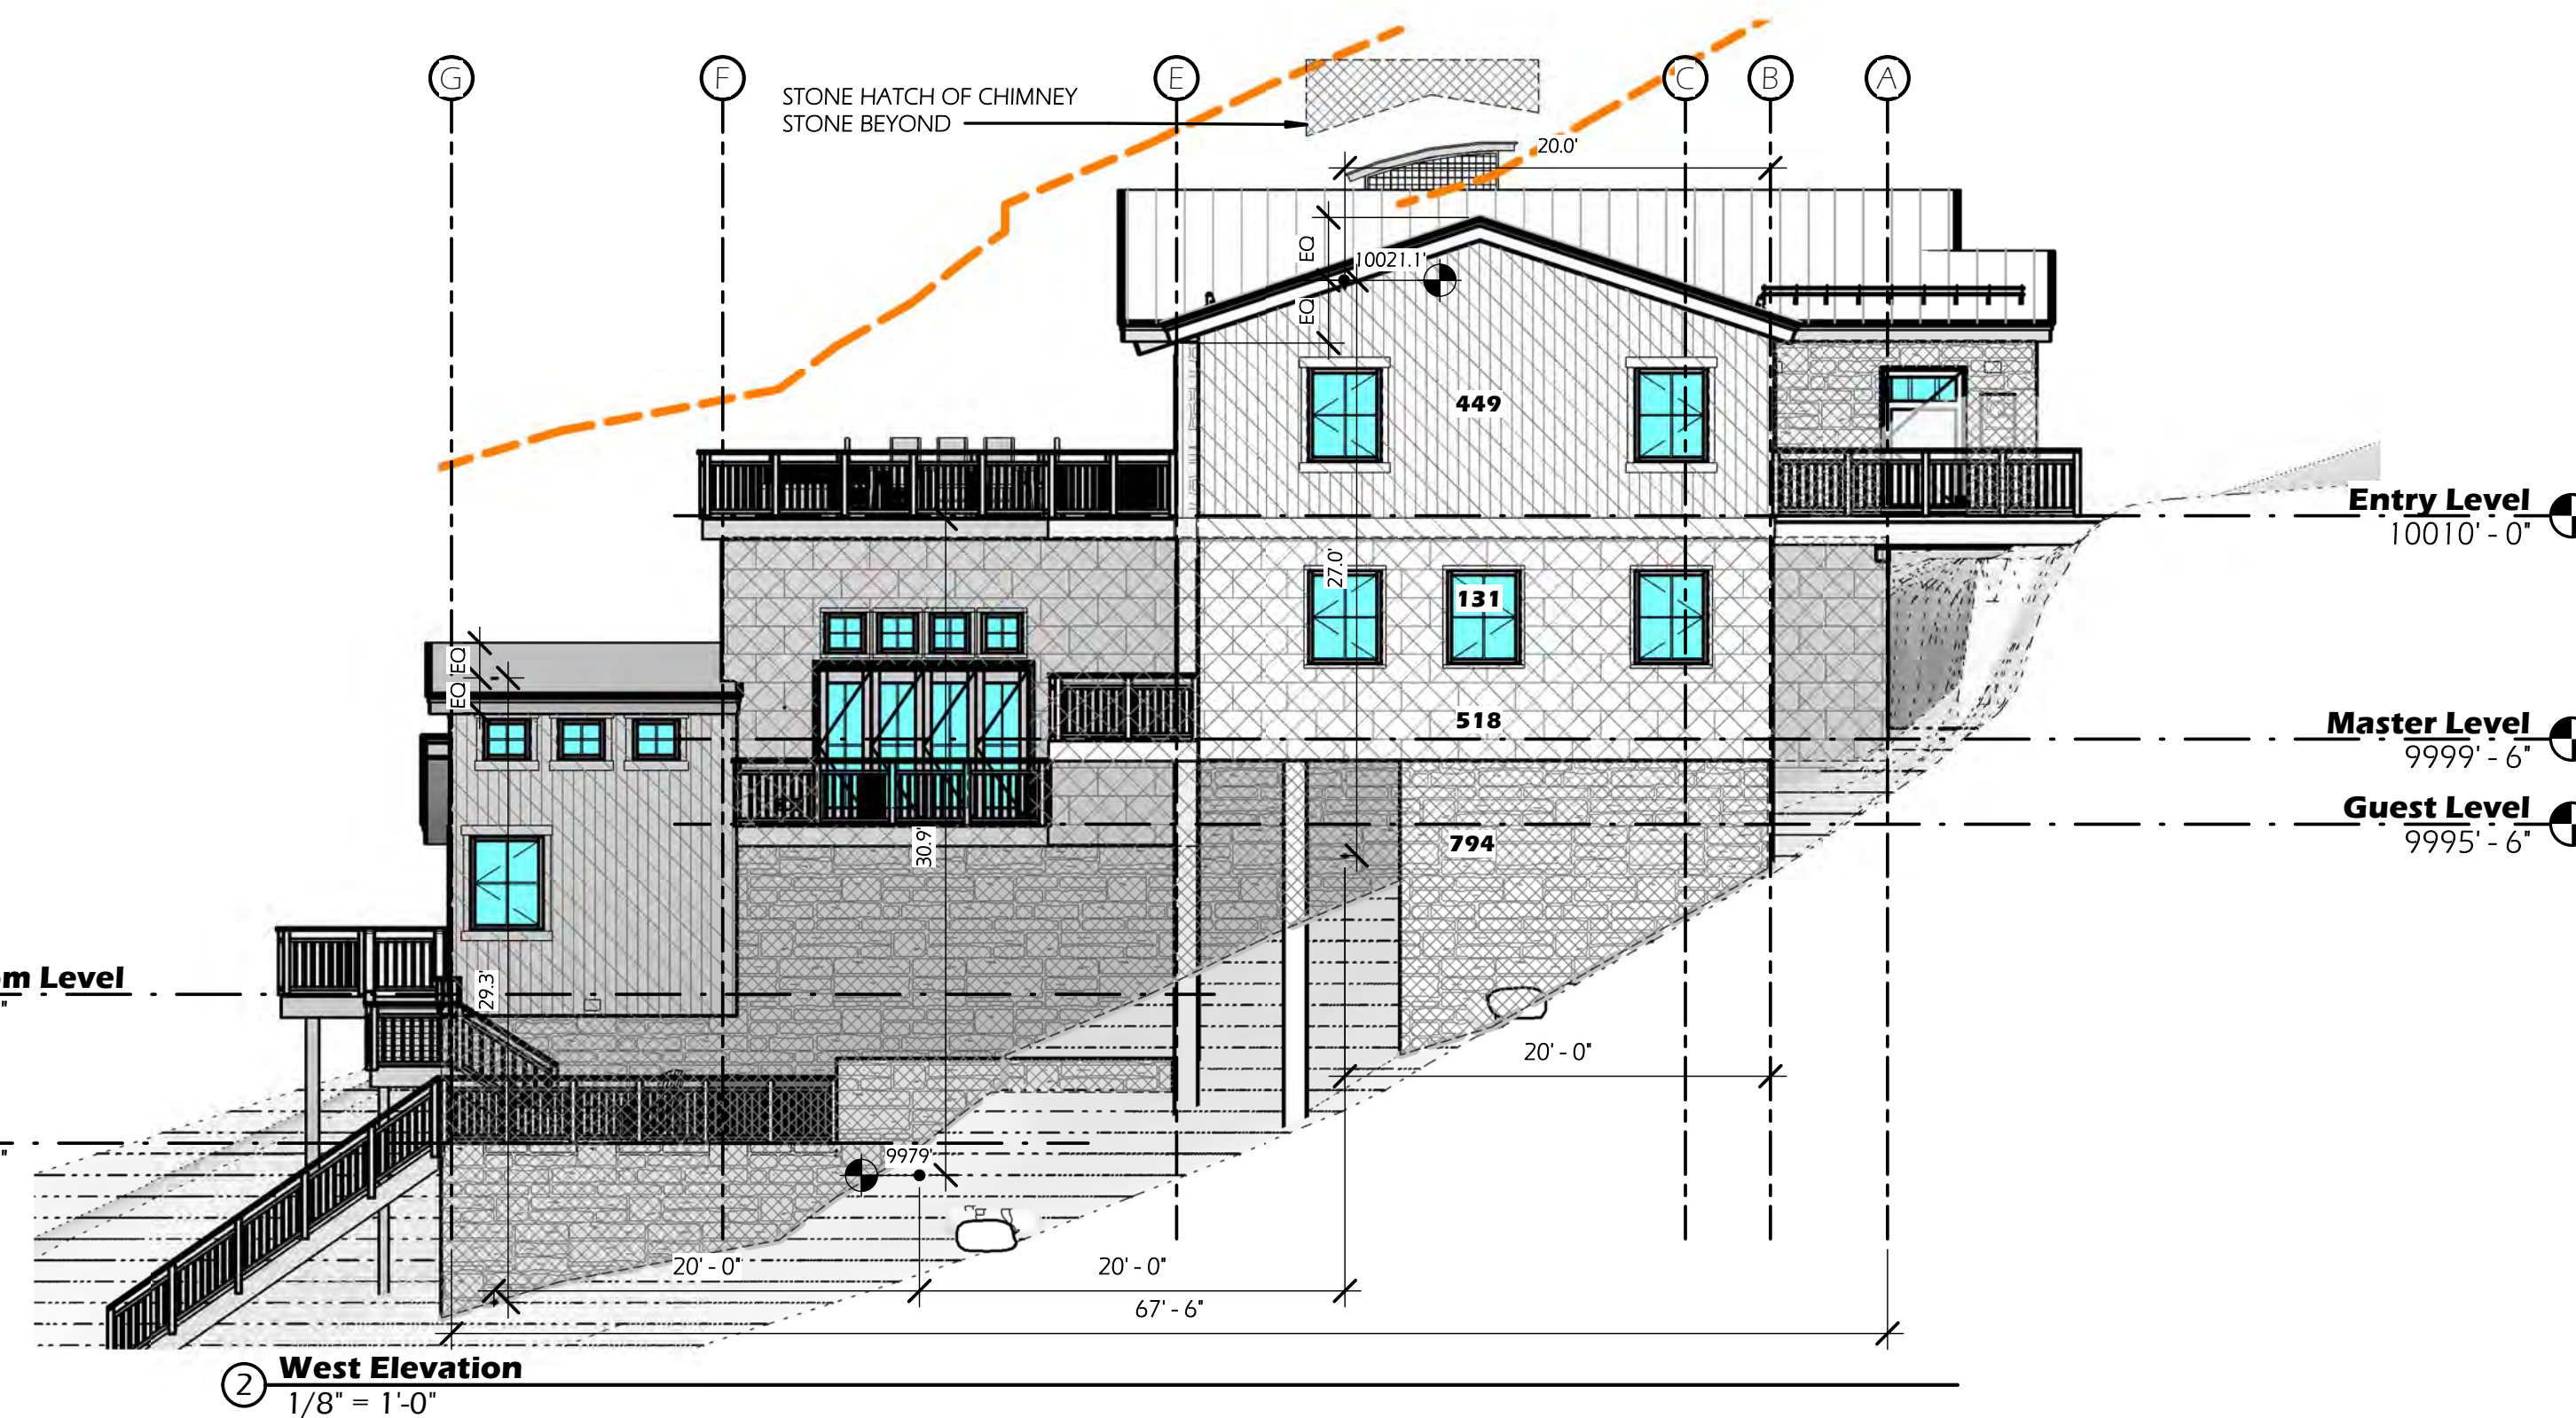 G F E C B A
STONE HATCH OF CHIMNEY
STONE BEYOND
20.0'
EQ
10021.1'
EQ
449
Entry Level
10010' - 0"
27.0'
131
EQ
EQ
518
Master Level
9999' - 6"
Guest Level
9995' - 6"
30.9'
794
m Level
"
29.3'
20' - 0"
"
9979'
20' - 0"
20' - 0"
67' - 6"
2 West Elevation
1/8" = 1'-0"